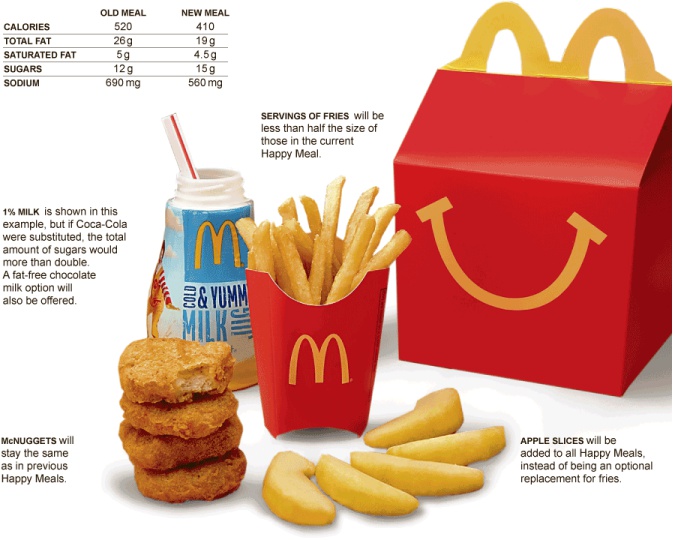 OLD MEAL NEW MEAL
CALORIES 520 410
TOTAL FAT 26 g 19 g
SATURATED FAT 5 g 4.5 g
SUGARS 12 g 15 g
SODIUM 690 mg 560 mg
SERVINGS OF FRIES will be
less than half the size of
those in the current
Happy Meal.
1% MILK is shown in this
example, but if Coca-Cola
were substituted, the total
amount of sugars would
more than double.
A fat-free chocolate
milk option will
also be offered.
COLD
& YUMM
MILK
JUG
McNUGGETS will
stay the same
as in previous
Happy Meals.
APPLE SLICES will be
added to all Happy Meals,
instead of being an optional
replacement for fries.